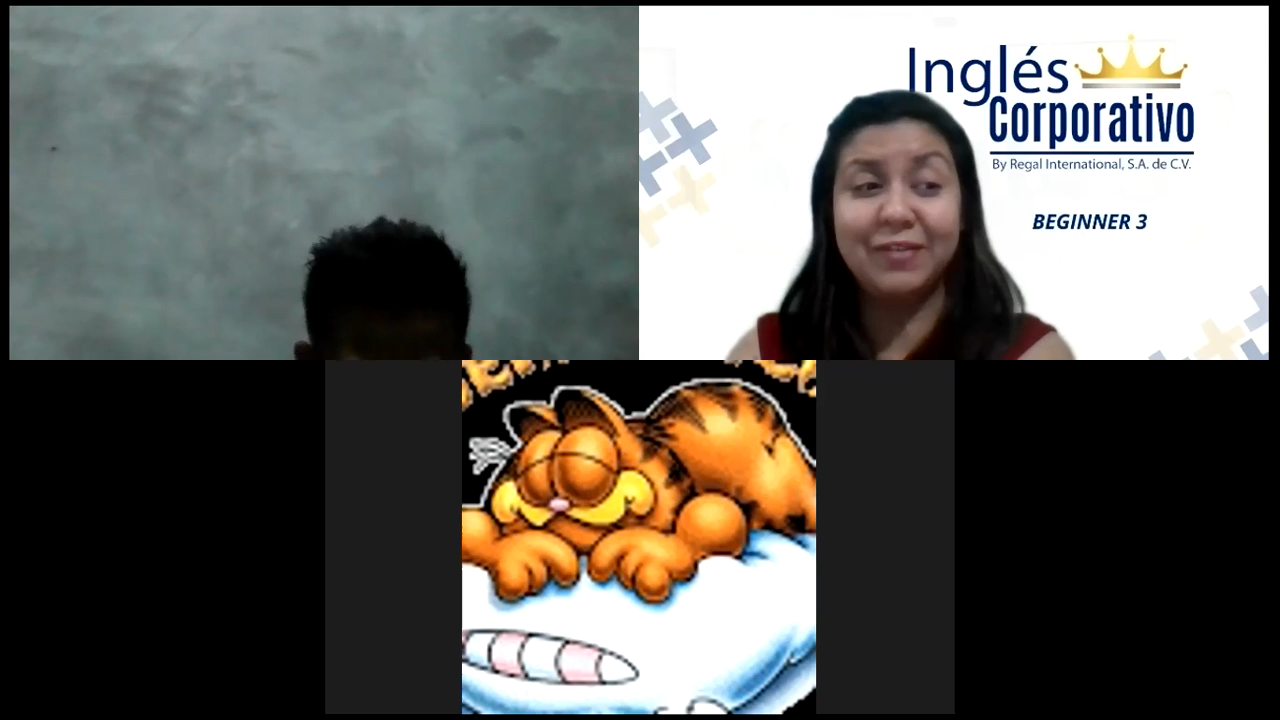 Inglés
Corporativo
By Regal International, S.A. de C.V.
BEGINNER 3